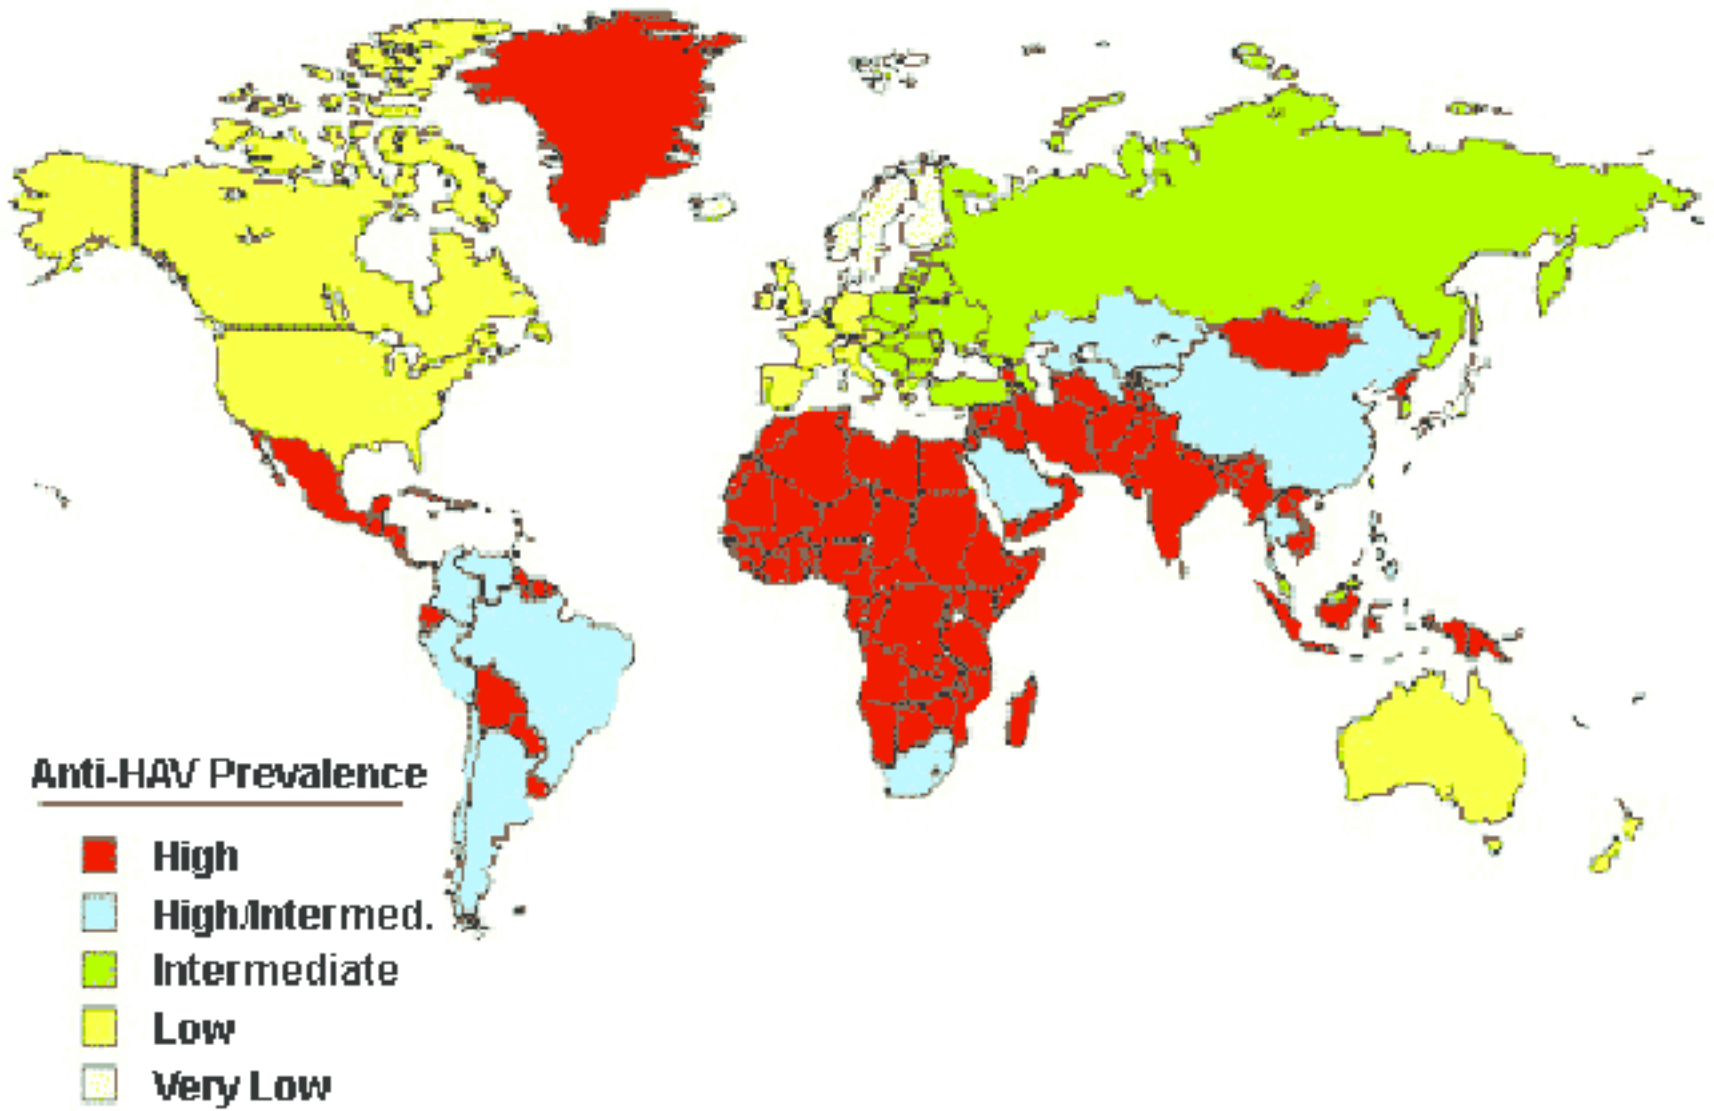 Anti-HAV Prevalence
High
High/Intermed.
Intermediate
Low
Very Low